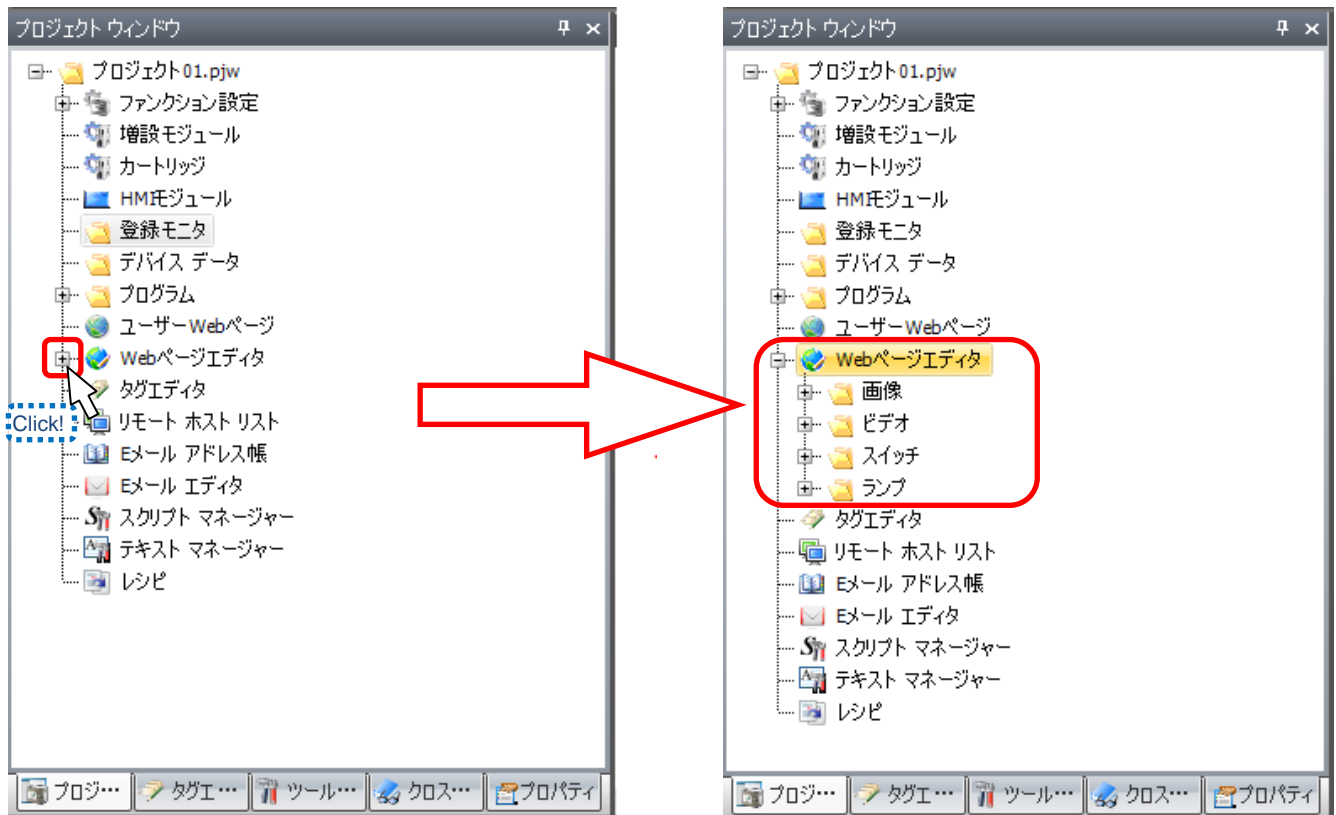 プロジェクト ウィンドウ
プロジェクト01.pjw
ファンクション設定
増設モジュール
カートリッジ
HMIモジュール
登録モニタ
デバイス データ
プログラム
ユーザーWebページ
Webページエディタ
タグエディタ
Click!
リモート ホスト リスト
Eメール アドレス帳
Eメール エディタ
スクリプト マネージャー
テキスト マネージャー
レシピ
プロジ…
タグエ…
ツール…
クロス…
プロパティ
プロジェクト ウィンドウ
プロジェクト01.pjw
ファンクション設定
増設モジュール
カートリッジ
HMIモジュール
登録モニタ
デバイス データ
プログラム
ユーザーWebページ
Webページエディタ
画像
ビデオ
スイッチ
ランプ
タグエディタ
リモート ホスト リスト
Eメール アドレス帳
Eメール エディタ
スクリプト マネージャー
テキスト マネージャー
レシピ
プロジ…
タグエ…
ツール…
クロス…
プロパティ